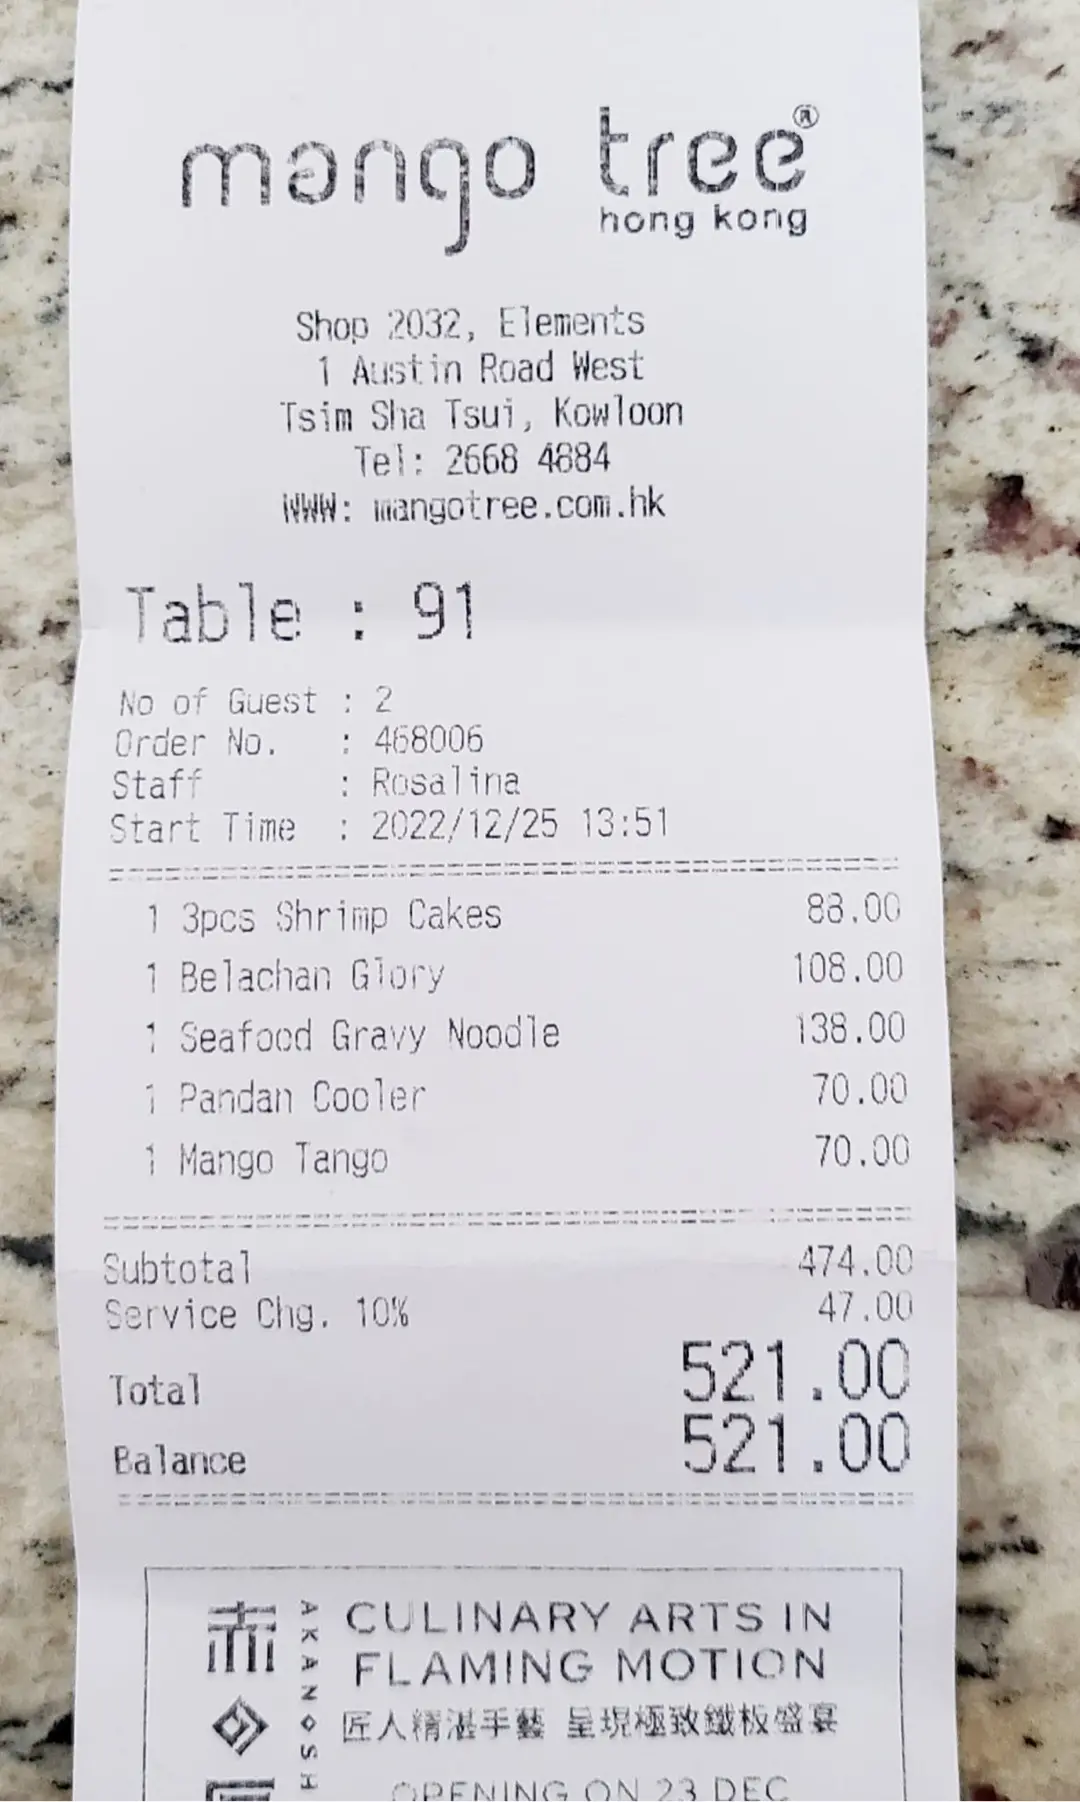 mango tree®
hong kong
Shop 2032, Elements
1 Austin Road West
Tsim Sha Tsui, Kowloon
Tel: 2668 4884
WWW: mangotree.com.hk
Table : 91
No of Guest : 2
Order No. : 468006
Staff : Rosalina
Start Time : 2022/12/25 13:51
1 3pcs Shrimp Cakes 88.00
1 Belachan Glory 108.00
1 Seafood Gravy Noodle 138.00
1 Pandan Cooler 70.00
1 Mango Tango 70.00
Subtotal 474.00
Service Chg. 10% 47.00
Total 521.00
Balance 521.00
赤
AKANOSH
CULINARY ARTS IN
FLAMING MOTION
匠人精湛手藝 呈現極致鐵板盛宴
OPENING ON 23 DEC